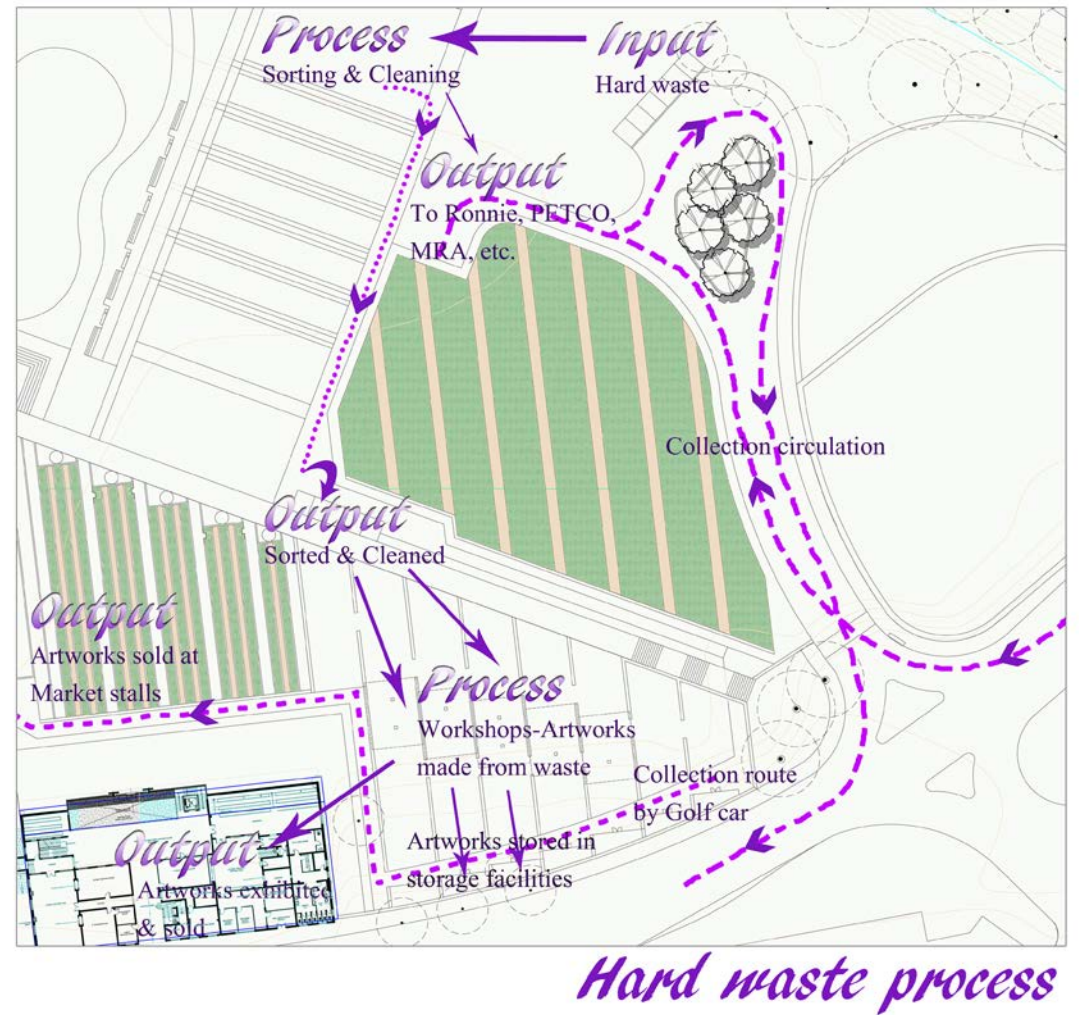 Process
Sorting & Cleaning
Input
Hard waste
Output
To Ronnie, PETCO,
MRA, etc.
Collection circulation
Output
Sorted & Cleaned
Output
Artworks sold at
Market stalls
Process
Workshops-Artworks
made from waste
Collection route
by Golf car
Artworks stored in
storage facilities
Output
Artworks exhibited
& sold
Hard waste process